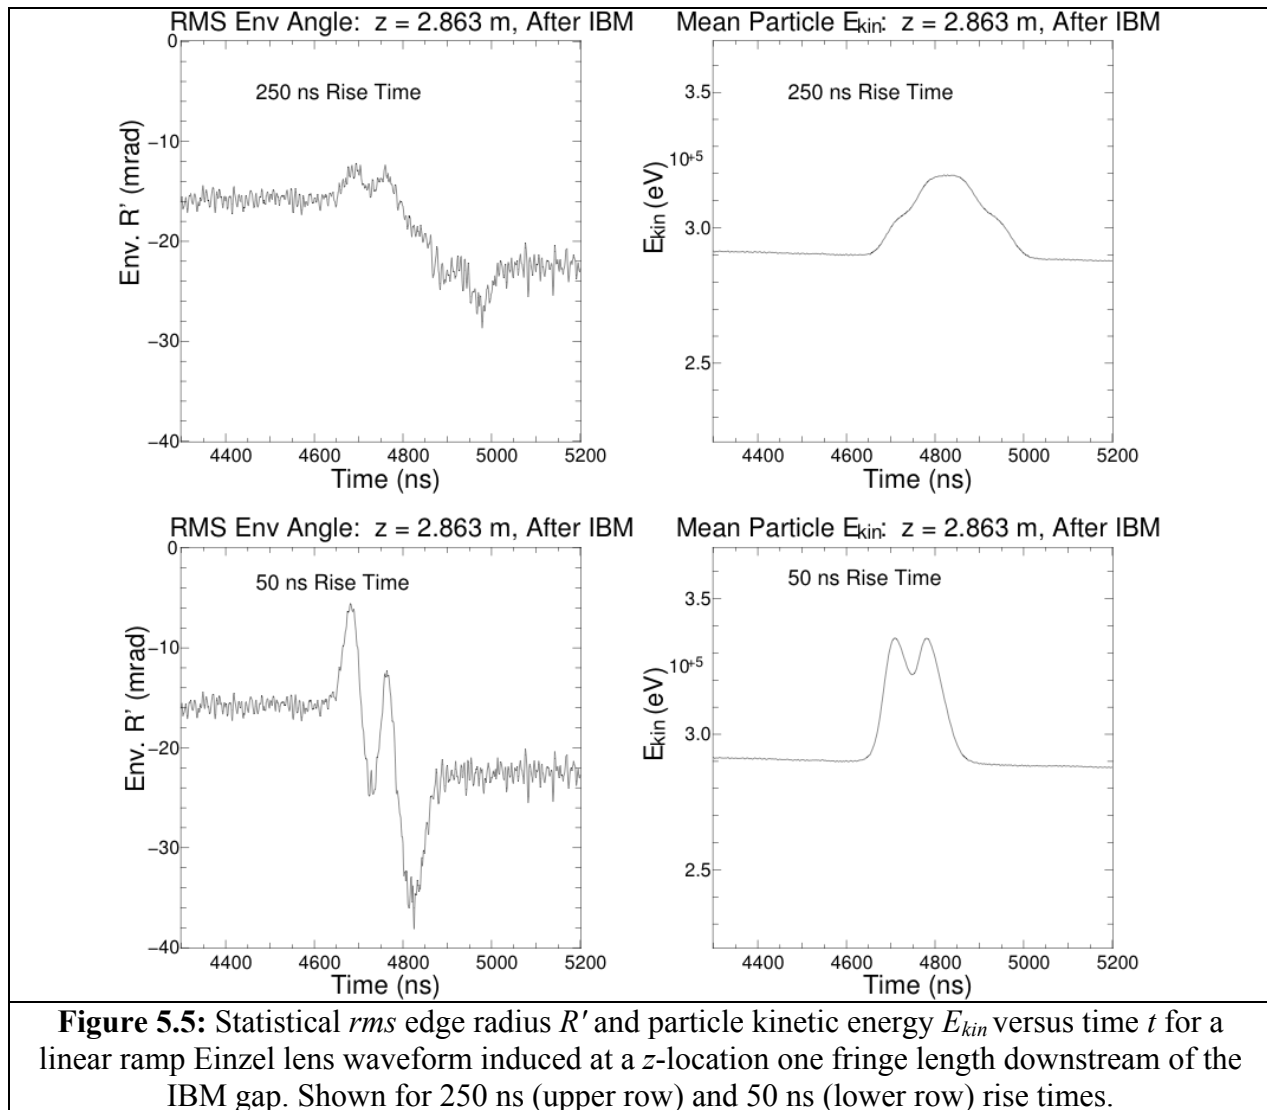 RMS Env Angle: z = 2.863 m, After IBM
250 ns Rise Time
Env. R' (mrad)
0
−10
−20
−30
−40
4400 4600 4800 5000 5200
Time (ns)
Mean Particle Ekin: z = 2.863 m, After IBM
250 ns Rise Time
Ekin (eV)
10+5
3.5
3.0
2.5
4400 4600 4800 5000 5200
Time (ns)
RMS Env Angle: z = 2.863 m, After IBM
50 ns Rise Time
Env. R' (mrad)
0
−10
−20
−30
−40
4400 4600 4800 5000 5200
Time (ns)
Mean Particle Ekin: z = 2.863 m, After IBM
50 ns Rise Time
Ekin (eV)
10+5
3.5
3.0
2.5
4400 4600 4800 5000 5200
Time (ns)
Figure 5.5: Statistical rms edge radius R' and particle kinetic energy Ekin versus time t for a
linear ramp Einzel lens waveform induced at a z-location one fringe length downstream of the
IBM gap. Shown for 250 ns (upper row) and 50 ns (lower row) rise times.